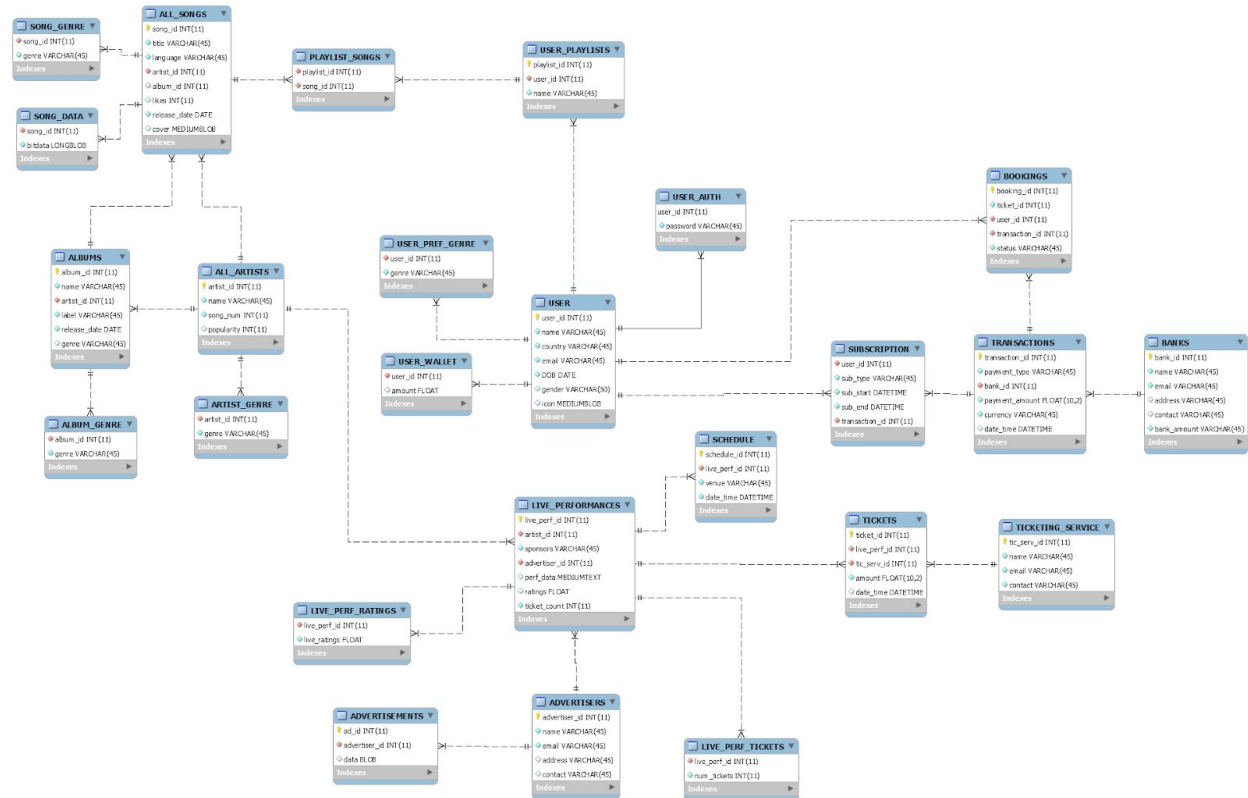 SONG_GENRE
song_id INT(11)
genre VARCHAR(45)
Indexes
SONG_DATA
song_id INT(11)
bitdata LONGBLOB
Indexes
ALL_SONGS
song_id INT(11)
title VARCHAR(45)
language VARCHAR(45)
artist_id INT(11)
album_id INT(11)
likes INT(11)
release_date DATE
cover MEDIUMBLOB
Indexes
PLAYLIST_SONGS
playlist_id INT(11)
song_id INT(11)
Indexes
USER_PLAYLISTS
playlist_id INT(11)
user_id INT(11)
name VARCHAR(45)
Indexes
BOOKINGS
booking_id INT(11)
ticket_id INT(11)
user_id INT(11)
transaction_id INT(11)
status VARCHAR(45)
Indexes
USER_AUTH
user_id INT(11)
password VARCHAR(45)
Indexes
USER_PREF_GENRE
user_id INT(11)
genre VARCHAR(45)
Indexes
ALBUMS
album_id INT(11)
name VARCHAR(45)
artist_id INT(11)
label VARCHAR(45)
release_date DATE
genre VARCHAR(45)
Indexes
ALL_ARTISTS
artist_id INT(11)
name VARCHAR(45)
song_num INT(11)
popularity INT(11)
Indexes
USER
user_id INT(11)
name VARCHAR(45)
country VARCHAR(45)
email VARCHAR(45)
DOB DATE
gender VARCHAR(50)
icon MEDIUMBLOB
Indexes
USER_WALLET
user_id INT(11)
amount FLOAT
Indexes
SUBSCRIPTION
user_id INT(11)
sub_type VARCHAR(45)
sub_start DATETIME
sub_end DATETIME
transaction_id INT(11)
Indexes
TRANSACTIONS
transaction_id INT(11)
payment_type VARCHAR(45)
bank_id INT(11)
payment_amount FLOAT(10,2)
currency VARCHAR(45)
date_time DATETIME
Indexes
BANKS
bank_id INT(11)
name VARCHAR(45)
email VARCHAR(45)
address VARCHAR(45)
contact VARCHAR(45)
bank_amount VARCHAR(45)
Indexes
ALBUM_GENRE
album_id INT(11)
genre VARCHAR(45)
Indexes
ARTIST_GENRE
artist_id INT(11)
genre VARCHAR(45)
Indexes
SCHEDULE
schedule_id INT(11)
live_perf_id INT(11)
venue VARCHAR(45)
date_time DATETIME
Indexes
LIVE_PERFORMANCES
live_perf_id INT(11)
artist_id INT(11)
sponsors VARCHAR(45)
advertiser_id INT(11)
perf_data MEDIUMTEXT
ratings FLOAT
ticket_count INT(11)
Indexes
TICKETS
ticket_id INT(11)
live_perf_id INT(11)
tic_serv_id INT(11)
amount FLOAT(10,2)
date_time DATETIME
Indexes
TICKETING_SERVICE
tic_serv_id INT(11)
name VARCHAR(45)
email VARCHAR(45)
contact VARCHAR(45)
Indexes
LIVE_PERF_RATINGS
live_perf_id INT(11)
live_ratings FLOAT
Indexes
ADVERTISEMENTS
ad_id INT(11)
advertiser_id INT(11)
data BLOB
Indexes
ADVERTISERS
advertiser_id INT(11)
name VARCHAR(45)
email VARCHAR(45)
address VARCHAR(45)
contact VARCHAR(45)
Indexes
LIVE_PERF_TICKETS
live_perf_id INT(11)
num_tickets INT(11)
Indexes